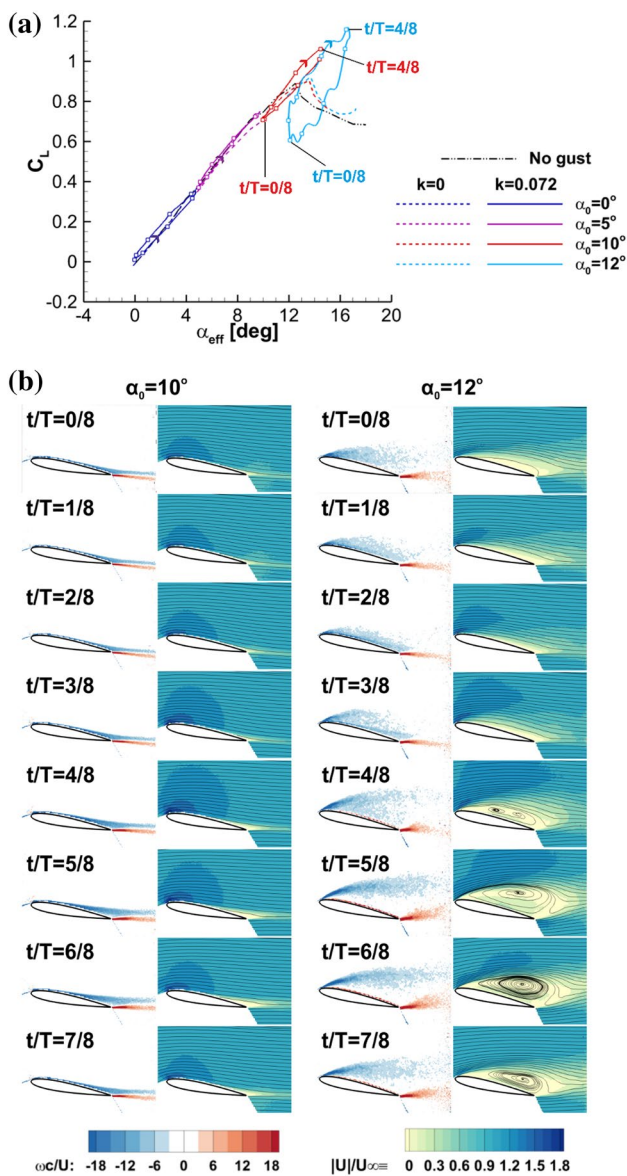 (a)
1.2
1
0.8
0.6
0.4
0.2
0
-0.2
C_L
-4 0 4 8 12 16 20
α_eff [deg]
t/T=4/8
t/T=4/8
t/T=0/8
t/T=0/8
No gust
k=0 k=0.072
α₀=0°
α₀=5°
α₀=10°
α₀=12°
(b)
α₀=10° α₀=12°
t/T=0/8 t/T=0/8
t/T=1/8 t/T=1/8
t/T=2/8 t/T=2/8
t/T=3/8 t/T=3/8
t/T=4/8 t/T=4/8
t/T=5/8 t/T=5/8
t/T=6/8 t/T=6/8
t/T=7/8 t/T=7/8
ωc/U: -18 -12 -6 0 6 12 18
|U|/U∞≡ 0 0.3 0.6 0.9 1.2 1.5 1.8